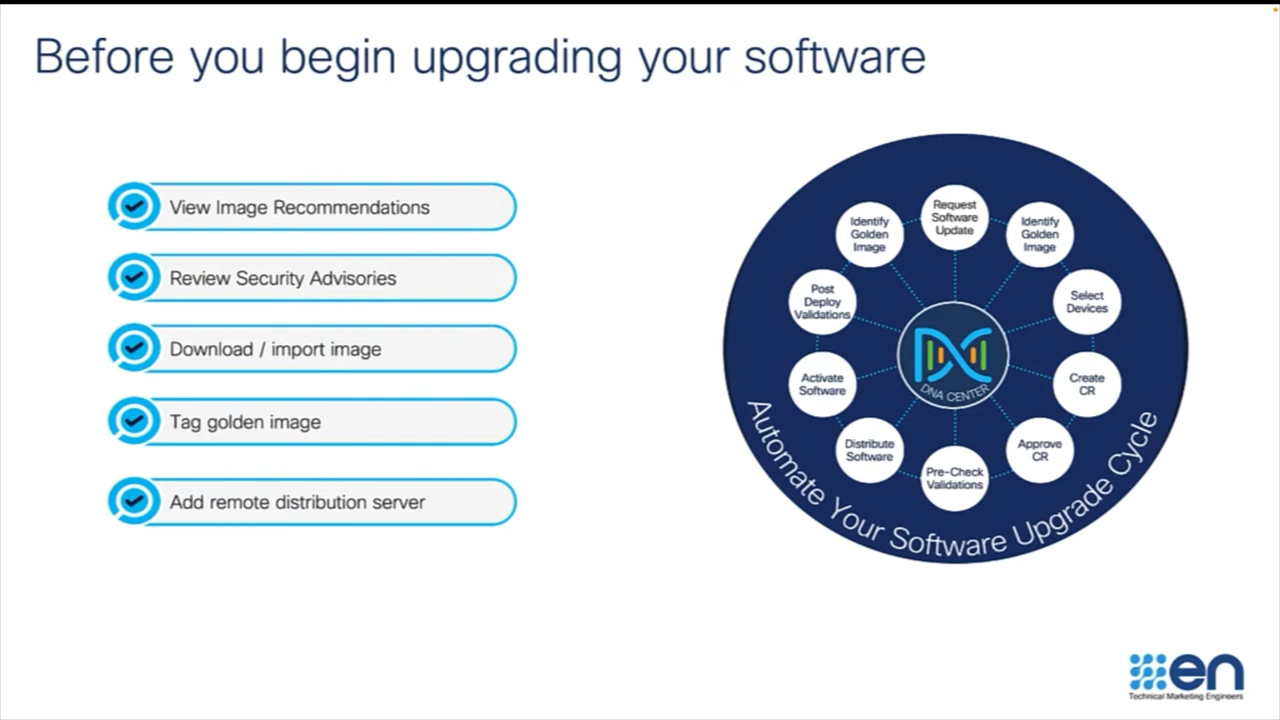 Before you begin upgrading your software
View Image Recommendations
Review Security Advisories
Download / import image
Tag golden image
Add remote distribution server
Request
Software
Update
Identify
Golden
Image
Select
Devices
Create
CR
Approve
CR
Pre-Check
Validations
Distribute
Software
Activate
Software
Post
Deploy
Validations
Identify
Golden
Image
DNA CENTER
Automate Your Software Upgrade Cycle
en
Technical Marketing Engineers